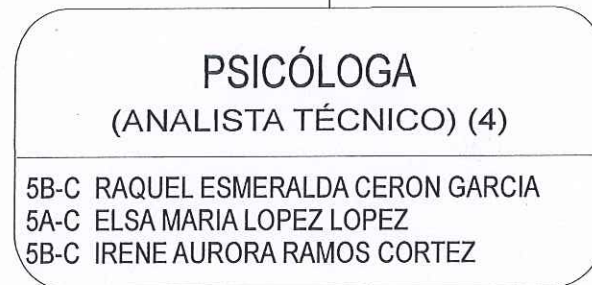 PSICÓLOGA
(ANALISTA TÉCNICO) (4)
5B-C RAQUEL ESMERALDA CERON GARCIA
5A-C ELSA MARIA LOPEZ LOPEZ
5B-C IRENE AURORA RAMOS CORTEZ